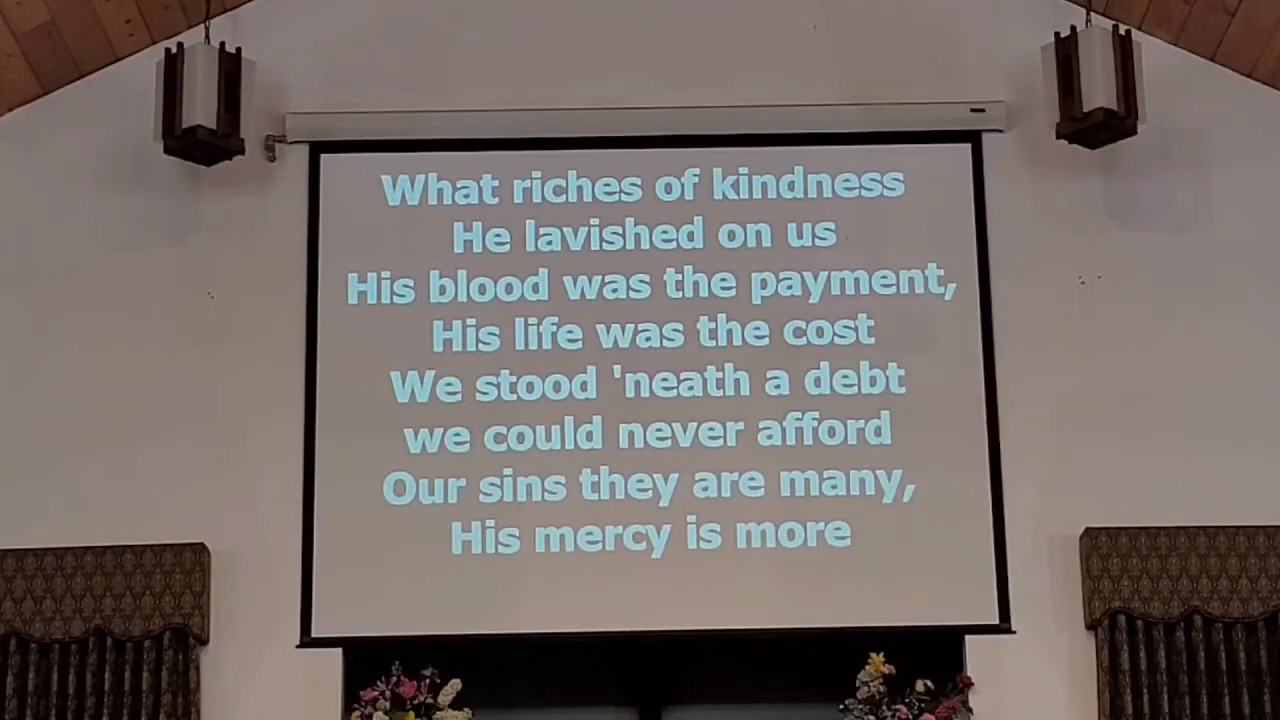 What riches of kindness
He lavished on us
His blood was the payment,
His life was the cost
We stood 'neath a debt
we could never afford
Our sins they are many,
His mercy is more